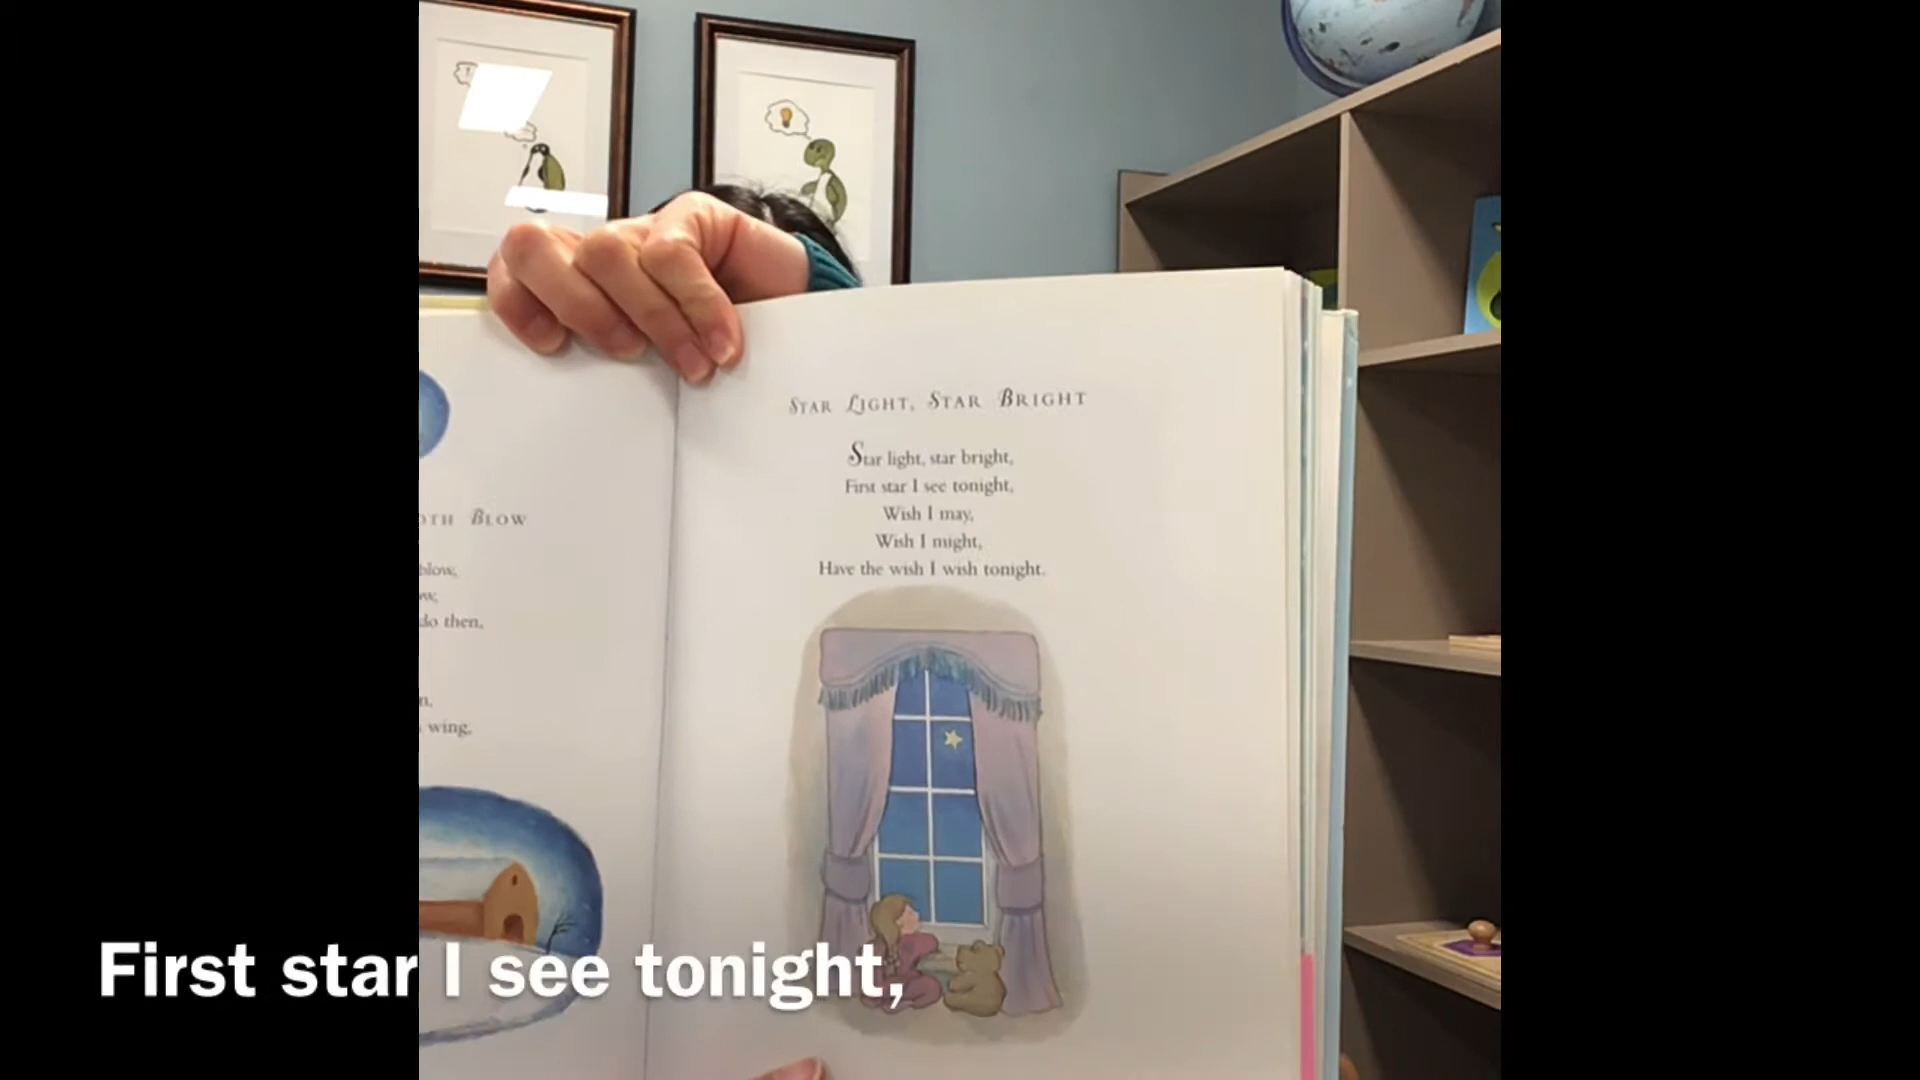 OTH BLOW
blow,
do then,
wing,
STAR LIGHT, STAR BRIGHT
Star light, star bright,
First star I see tonight,
Wish I may,
Wish I might,
Have the wish I wish tonight.
First star I see tonight,